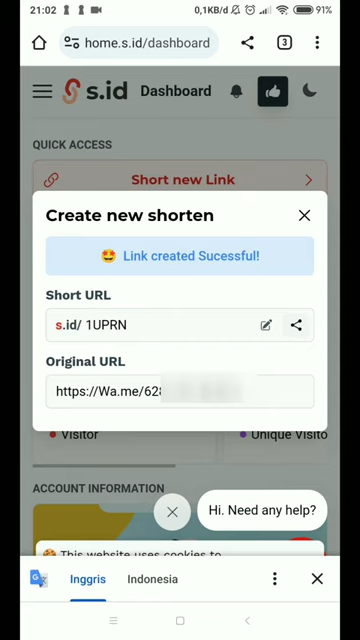 21:02
0,1KB/d
91%
home.s.id/dashboard
3
s.id
Dashboard
QUICK ACCESS
Short new Link
Create new shorten
🤩 Link created Sucessful!
Short URL
s.id/ 1UPRN
Original URL
https://Wa.me/628
Visitor
Unique Visito
ACCOUNT INFORMATION
Hi. Need any help?
🍪 This website uses cookies to
Inggris
Indonesia